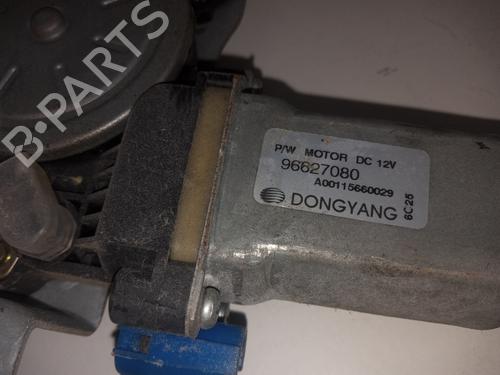 B-PARTS
P/W MOTOR DC 12V
96627080
A00115660029
DONGYANG
6C25